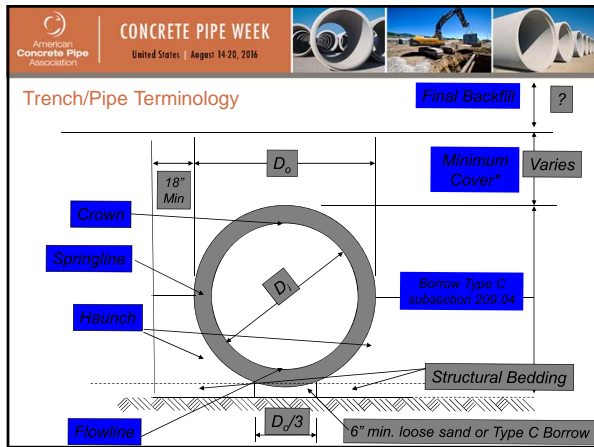 American
Concrete Pipe
Association
CONCRETE PIPE WEEK
United States | August 14-20, 2016
Trench/Pipe Terminology
Final Backfill
?
Do
18"
Min
Minimum
Cover*
Varies
Crown
Springline
Di
Borrow Type C
subsection 209.04
Haunch
Structural Bedding
Flowline
Do/3
6" min. loose sand or Type C Borrow